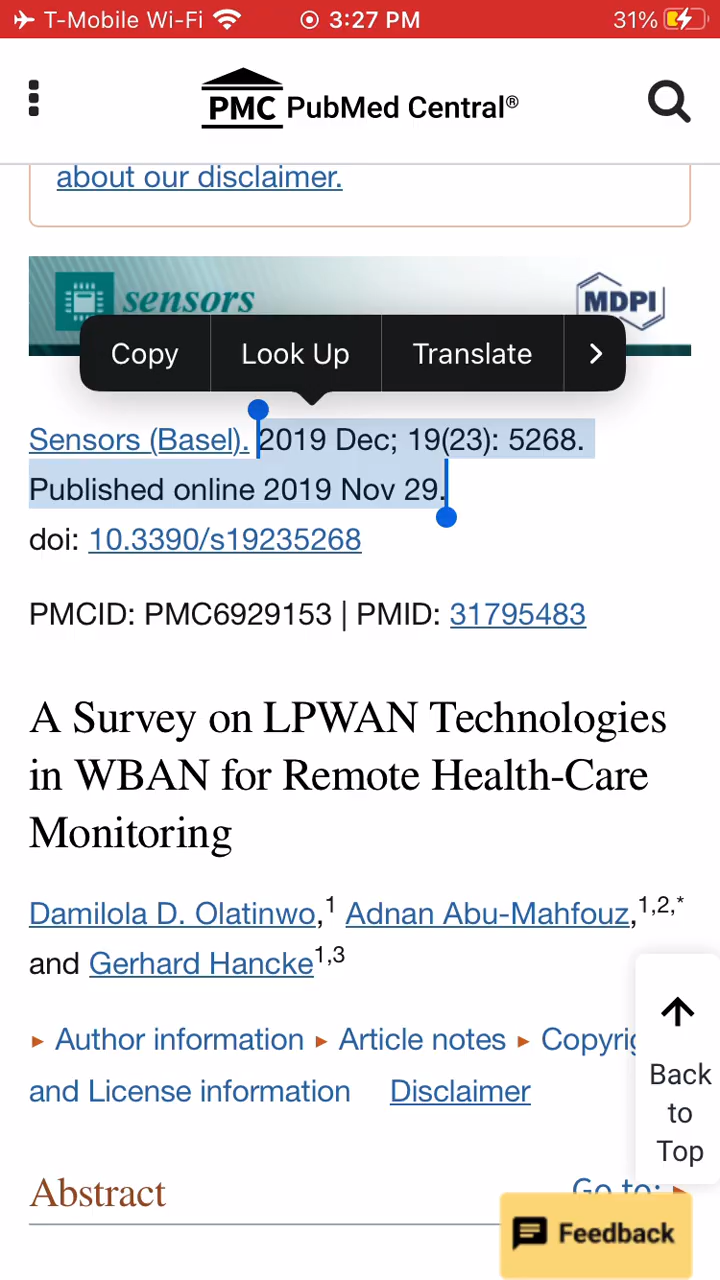 T-Mobile Wi-Fi 3:27 PM 31%
PMC PubMed Central®
about our disclaimer.
sensors MDPI
Copy Look Up Translate
Sensors (Basel). 2019 Dec; 19(23): 5268.
Published online 2019 Nov 29.
doi: 10.3390/s19235268
PMCID: PMC6929153 | PMID: 31795483
A Survey on LPWAN Technologies
in WBAN for Remote Health-Care
Monitoring
Damilola D. Olatinwo,1 Adnan Abu-Mahfouz,1,2,*
and Gerhard Hancke1,3
▸ Author information ▸ Article notes ▸ Copyrig
and License information Disclaimer
Back
to
Top
Abstract Go to: ▸
Feedback